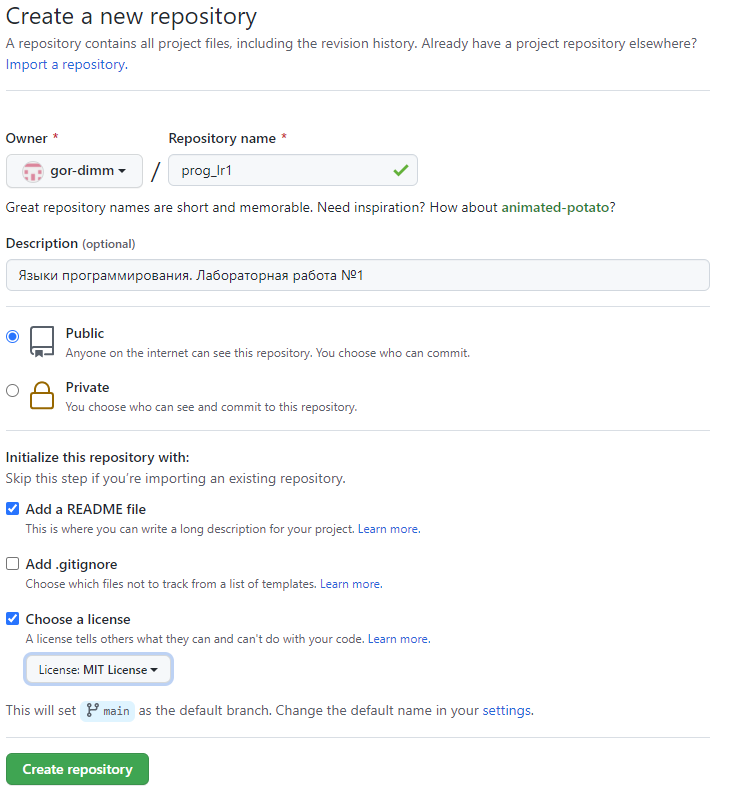 Create a new repository
A repository contains all project files, including the revision history. Already have a project repository elsewhere?
Import a repository.
Owner * Repository name *
gor-dimm / prog_lr1
Great repository names are short and memorable. Need inspiration? How about animated-potato?
Description (optional)
Языки программирования. Лабораторная работа №1
Public
Anyone on the internet can see this repository. You choose who can commit.
Private
You choose who can see and commit to this repository.
Initialize this repository with:
Skip this step if you're importing an existing repository.
Add a README file
This is where you can write a long description for your project. Learn more.
Add .gitignore
Choose which files not to track from a list of templates. Learn more.
Choose a license
A license tells others what they can and can't do with your code. Learn more.
License: MIT License
This will set main as the default branch. Change the default name in your settings.
Create repository